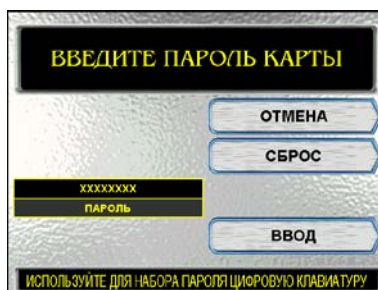 ВВЕДИТЕ ПАРОЛЬ КАРТЫ
ОТМЕНА
СБРОС
XXXXXXXX
ПАРОЛЬ
ВВОД
ИСПОЛЬЗУЙТЕ ДЛЯ НАБОРА ПАРОЛЯ ЦИФРОВУЮ КЛАВИАТУРУ